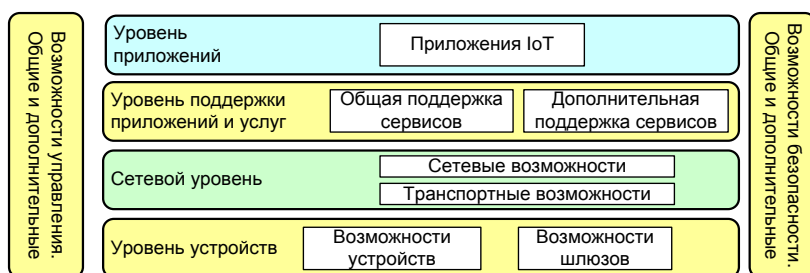 Возможности управления.
Общие и дополнительные
Уровень
приложений
Приложения IoT
Уровень поддержки
приложений и услуг
Общая поддержка
сервисов
Дополнительная
поддержка сервисов
Сетевой уровень
Сетевые возможности
Транспортные возможности
Уровень устройств
Возможности
устройств
Возможности
шлюзов
Возможности безопасности.
Общие и дополнительные